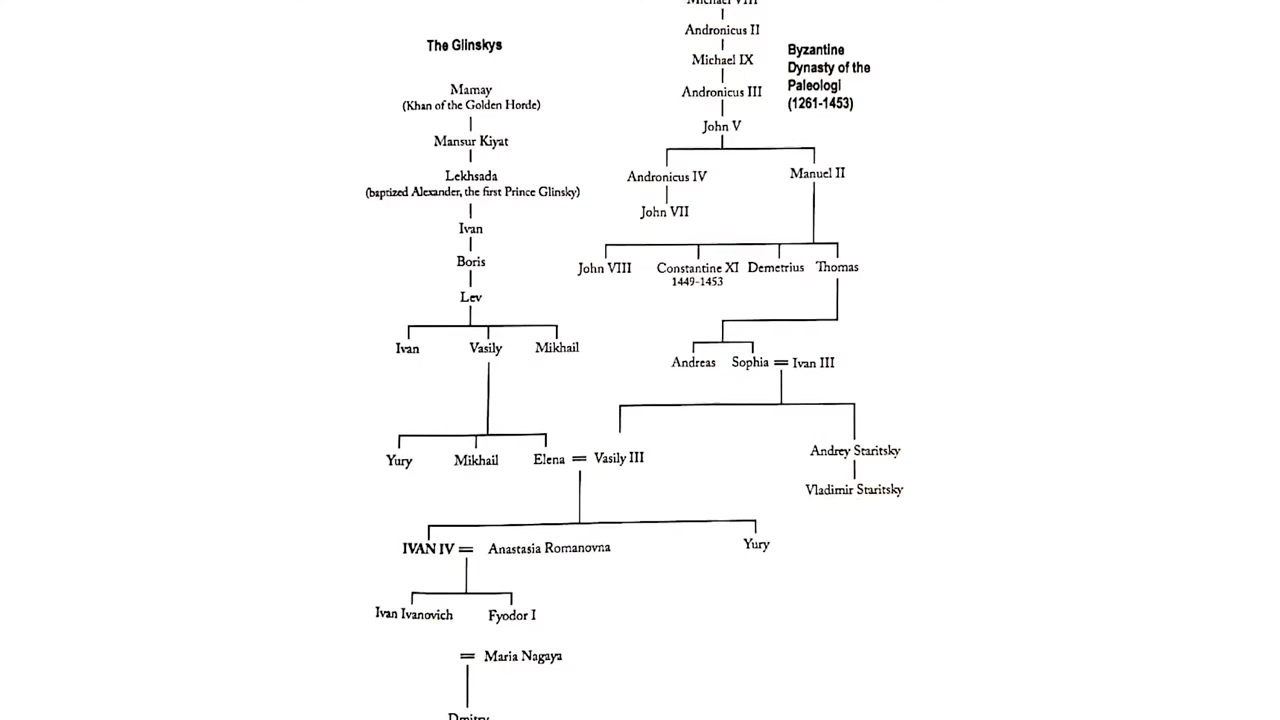 The Glinskys
Mamay
(Khan of the Golden Horde)
Mansur Kiyat
Lekhsada
(baptized Alexander, the first Prince Glinsky)
Ivan
Boris
Lev
Ivan Vasily Mikhail
Michael VIII
Andronicus II
Michael IX
Andronicus III
John V
Byzantine
Dynasty of the
Paleologi
(1261-1453)
Andronicus IV Manuel II
John VII
John VIII Constantine XI Demetrius Thomas
1449-1453
Andreas Sophia = Ivan III
Yury Mikhail Elena = Vasily III
Andrey Staritsky
Vladimir Staritsky
IVAN IV = Anastasia Romanovna Yury
Ivan Ivanovich Fyodor I
= Maria Nagaya
Dmitry